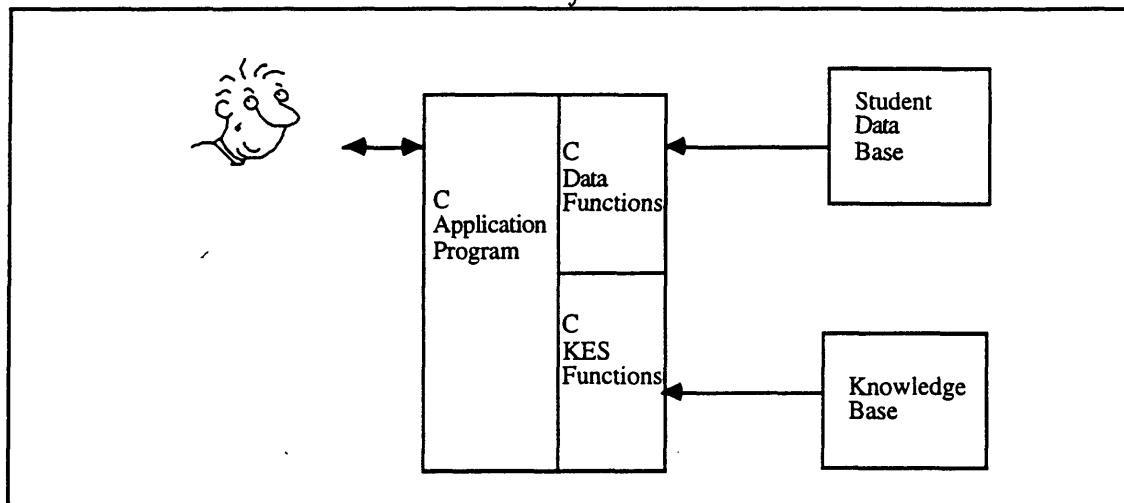 C
Application
Program
C
Data
Functions
C
KES
Functions
Student
Data
Base
Knowledge
Base